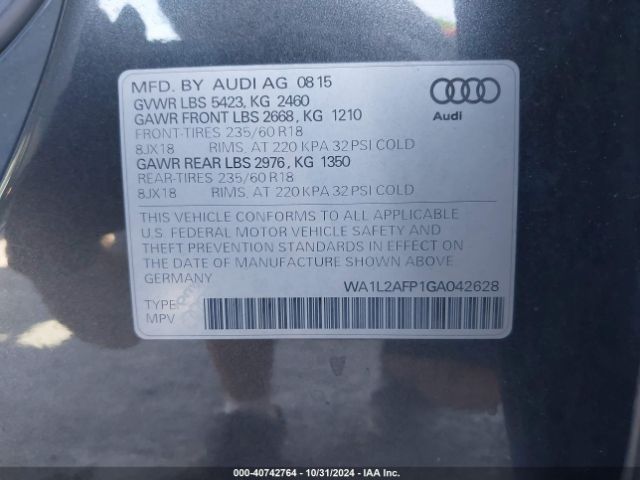 MFD. BY AUDI AG 08 15
GVWR LBS 5423, KG 2460
GAWR FRONT LBS 2668, KG 1210
FRONT-TIRES 235/60 R18
8JX18 RIMS, AT 220 KPA 32PSI COLD
GAWR REAR LBS 2976, KG 1350
REAR-TIRES 235/60 R18
8JX18 RIMS, AT 220 KPA 32PSI COLD
Audi
THIS VEHICLE CONFORMS TO ALL APPLICABLE
U.S. FEDERAL MOTOR VEHICLE SAFETY AND
THEFT PREVENTION STANDARDS IN EFFECT ON
THE DATE OF MANUFACTURE SHOWN ABOVE
GERMANY
WA1L2AFP1GA042628
TYPE:
MPV
000-40742764 - 10/31/2024 - IAA Inc.